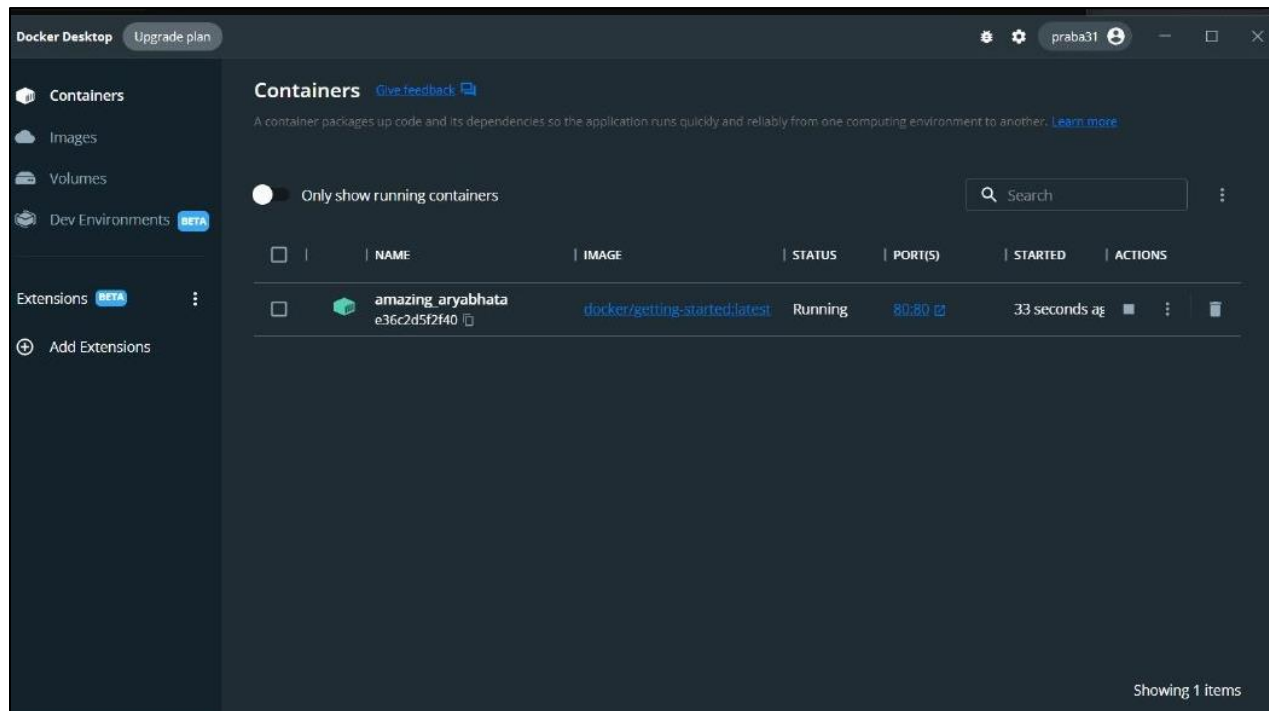 Docker Desktop Upgrade plan praba31
Containers
Images
Volumes
Dev Environments BETA
Extensions BETA
Add Extensions
Containers Give feedback
A container packages up code and its dependencies so the application runs quickly and reliably from one computing environment to another. Learn more
Only show running containers Search
NAME IMAGE STATUS PORT(S) STARTED ACTIONS
amazing_aryabhata docker/getting-started:latest Running 80:80 33 seconds ag
e36c2d5f2f40
Showing 1 items